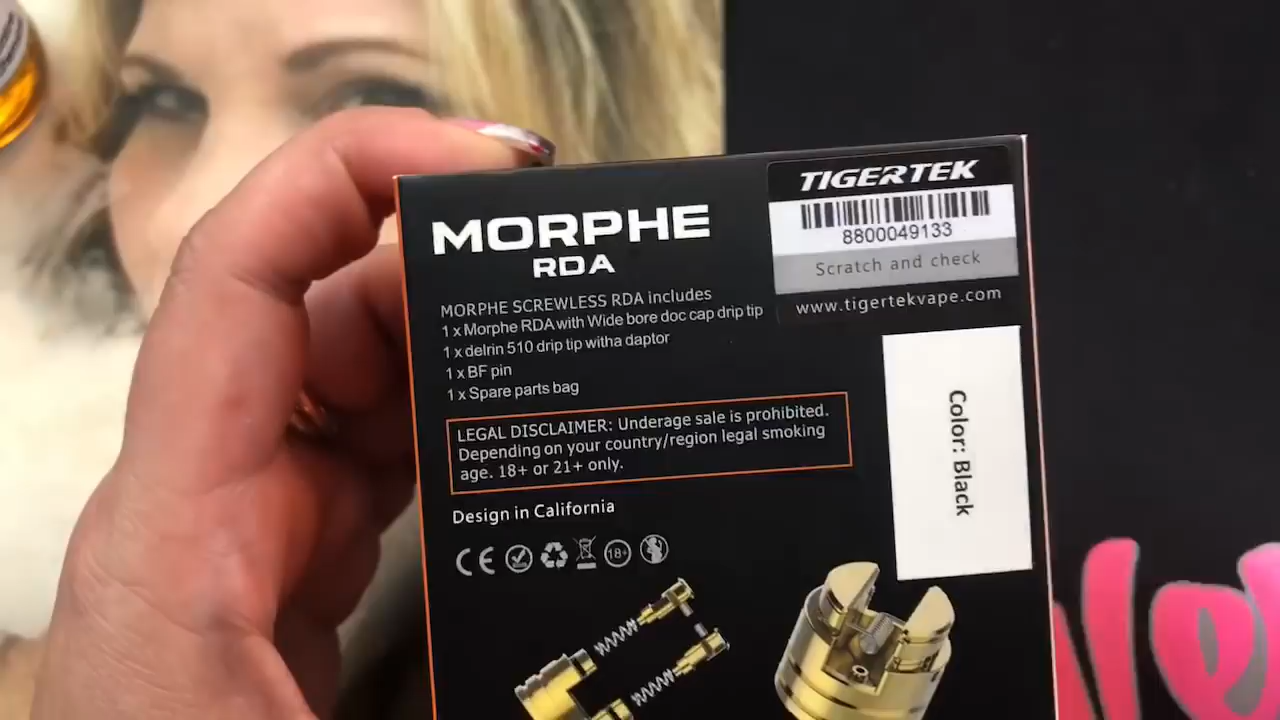 MORPHE
RDA
MORPHE SCREWLESS RDA includes
1 x Morphe RDA with Wide bore doc cap drip tip
1 x delrin 510 drip tip witha daptor
1 x BF pin
1 x Spare parts bag
LEGAL DISCLAIMER: Underage sale is prohibited.
Depending on your country/region legal smoking
age. 18+ or 21+ only.
Design in California
CE
18+
TIGERTEK
8800049133
Scratch and check
www.tigertekvape.com
Color: Black